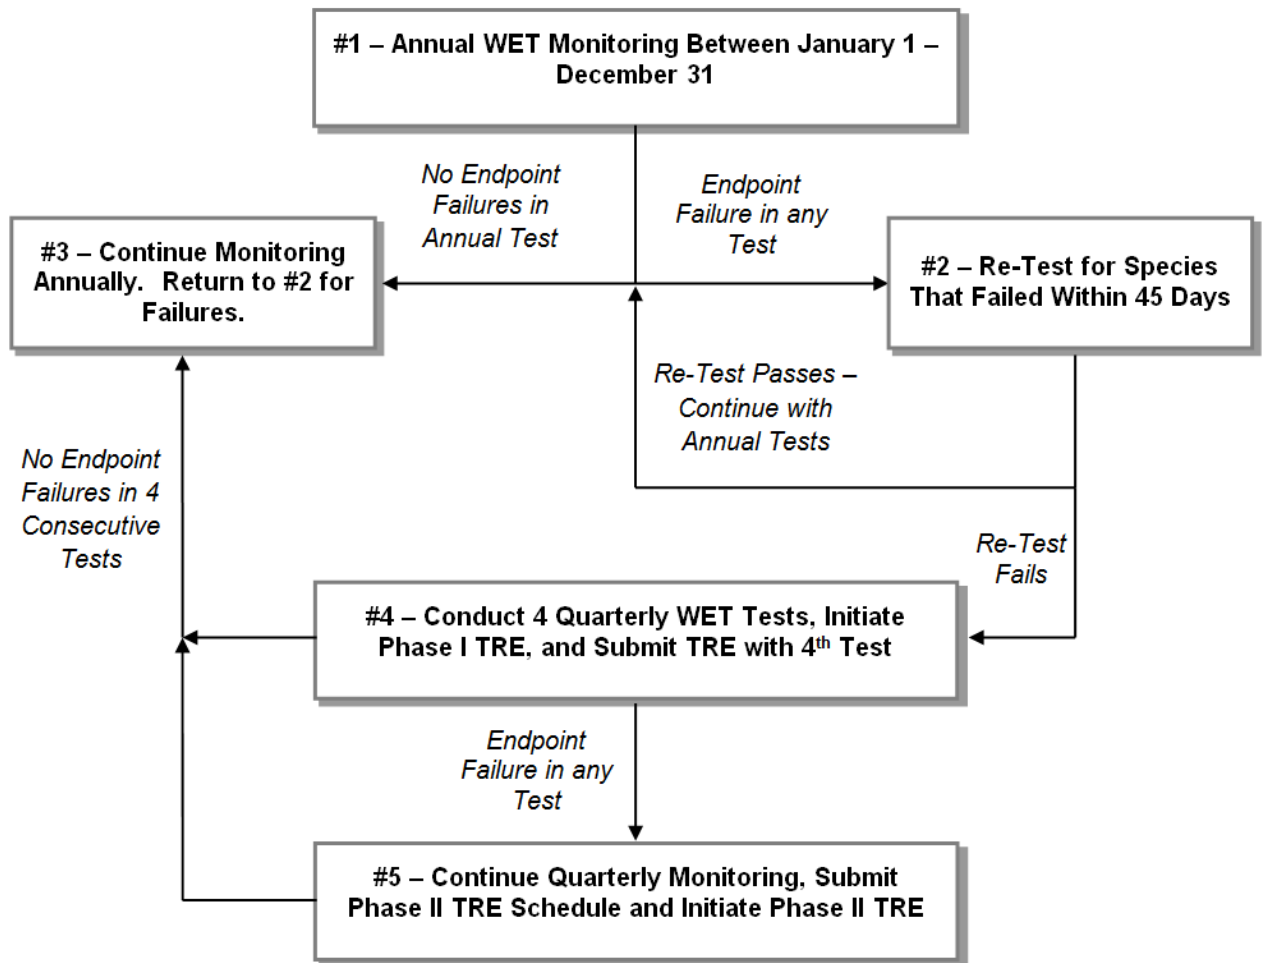 #1 – Annual WET Monitoring Between January 1 –
December 31
No Endpoint
Failures in
Annual Test
Endpoint
Failure in any
Test
#3 – Continue Monitoring
Annually.  Return to #2 for
Failures.
#2 – Re-Test for Species
That Failed Within 45 Days
Re-Test Passes –
Continue with
Annual Tests
No Endpoint
Failures in 4
Consecutive
Tests
Re-Test
Fails
#4 – Conduct 4 Quarterly WET Tests, Initiate
Phase I TRE, and Submit TRE with 4th Test
Endpoint
Failure in any
Test
#5 – Continue Quarterly Monitoring, Submit
Phase II TRE Schedule and Initiate Phase II TRE